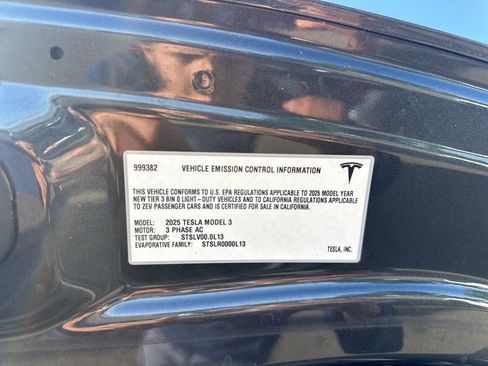 999382 VEHICLE EMISSION CONTROL INFORMATION
THIS VEHICLE CONFORMS TO U.S. EPA REGULATIONS APPLICABLE TO 2025 MODEL YEAR
NEW TIER 3 BIN 0 LIGHT- DUTY VEHICLES AND TO CALIFORNIA REGULATIONS APPLICABLE
TO ZEV PASSENGER CARS AND IS CERTIFIED FOR SALE IN CALIFORNIA.
MODEL: 2025 TESLA MODEL 3
MOTOR: 3 PHASE AC
TEST GROUP: STSLV00.0L13
EVAPORATIVE FAMILY: STSLR0000L13
TESLA, INC.